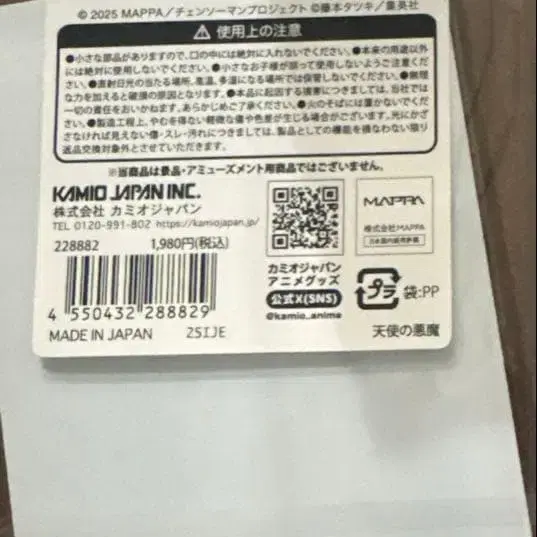 © 2025 MAPPA/チェンソーマンプロジェクト ©藤本タツキ/集英社
使用上の注意
●小さな部品がありますので、口の中には絶対に入れないでください。●本来の用途以外
には絶対に使用しないでください。●小さなお子様が誤って使用しないようご注意くだ
さい。●直射日光の当たる場所、高温、多湿になる場所では保管しないでください。●無理
な力を加えると破損の原因となります。●本品に起因する損害につきましては、当社では
一切の責任をおいかねます。あらかじめご了承ください。●火のそばには置かないでくだ
さい。●製造工程上、やむを得ない軽微な傷や色差が生じる場合がございます。光にかざ
さなければ見えない傷・スレ・汚れにつきましては、製品としての機能を損なわない限り
返品交換対象外とさせていただきます。
※当商品は景品・アミューズメント用商品ではございません。
KAMIO JAPAN INC.
株式会社 カミオジャパン
TEL 0120-991-802 https://kamiojapan.jp/
228882 1,980円(税込)
4 550432 288829
MADE IN JAPAN 25IJE
カミオジャパン
アニメグッズ
公式X(SNS)
@kamio_anime
MAPPA
株式会社MAPPA
日本国内販売許諾
プラ 袋:PP
天使の悪魔